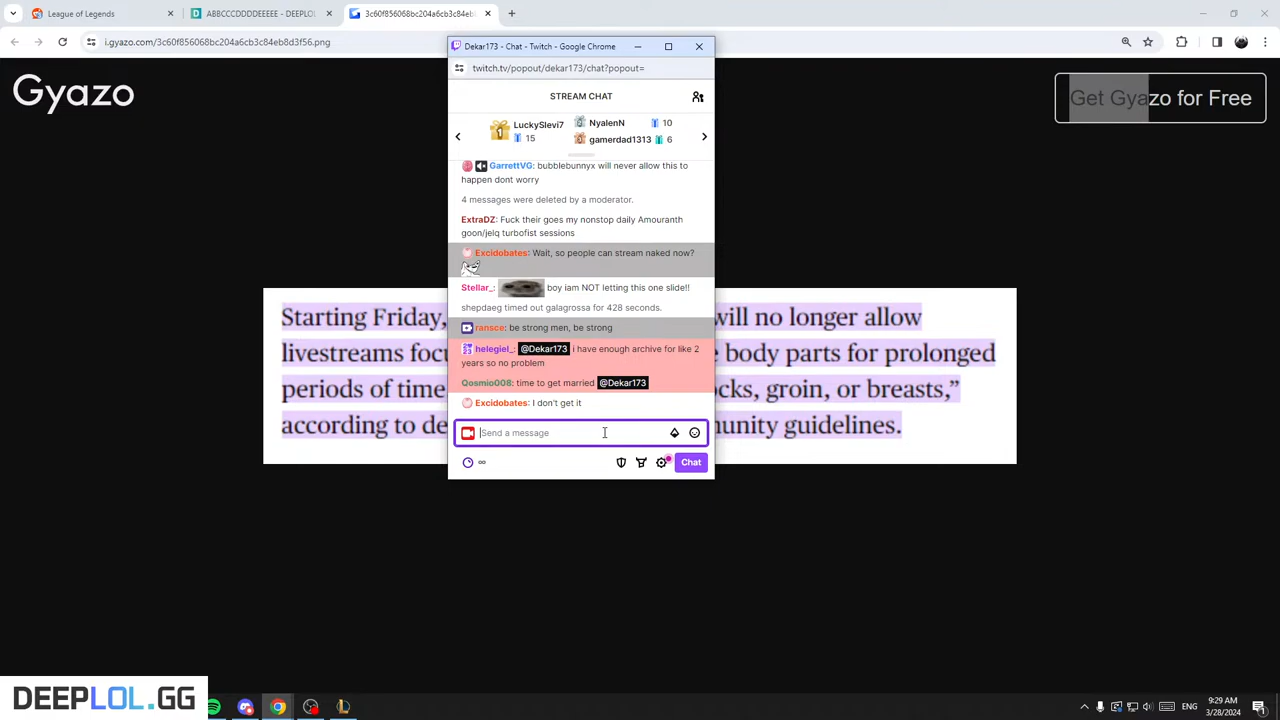 League of Legends
ABBCCCDDDDEEEEE - DEEPLOL
3c60f856068bc204a6cb3c84eb
i.gyazo.com/3c60f856068bc204a6cb3c84eb8d3f56.png
Gyazo
Get Gyazo for Free
Dekar173 - Chat - Twitch - Google Chrome
twitch.tv/popout/dekar173/chat?popout=
STREAM CHAT
1
LuckySlevi7
15
2
NyalenN
10
3
gamerdad1313
6
GarrettVG: bubblebunnyx will never allow this to
happen dont worry
4 messages were deleted by a moderator.
ExtraDZ: Fuck their goes my nonstop daily Amouranth
goon/jelq turbofist sessions
Excidobates: Wait, so people can stream naked now?
Stellar_: boy iam NOT letting this one slide!!
shepdaeg timed out galagrossa for 428 seconds.
ransce: be strong men, be strong
helegiel_: @Dekar173 i have enough archive for like 2
years so no problem
Qosmio008: time to get married @Dekar173
Excidobates: I don't get it
Send a message
∞
Chat
Starting Friday, will no longer allow
livestreams foc e body parts for prolonged
periods of time cks, groin, or breasts,”
according to de unity guidelines.
DEEPLOL.GG
ENG
9:29 AM
3/28/2024
1